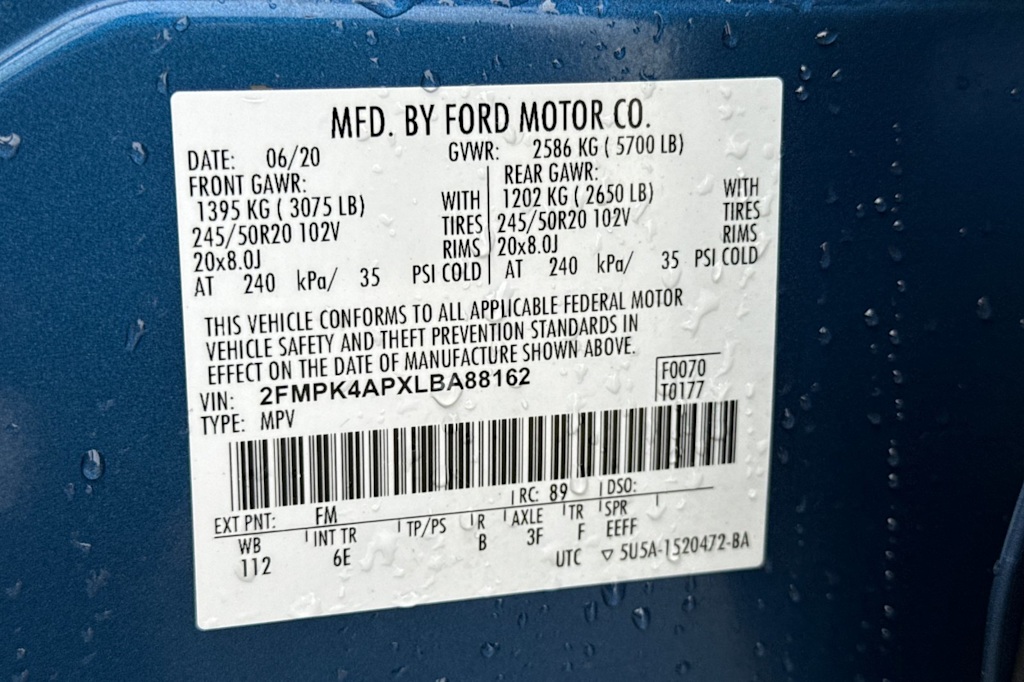 MFD. BY FORD MOTOR CO.
DATE: 06/20 GVWR: 2586 KG ( 5700 LB)
FRONT GAWR: REAR GAWR:
1395 KG ( 3075 LB) WITH 1202 KG ( 2650 LB) WITH
245/50R20 102V TIRES 245/50R20 102V TIRES
20x8.0J RIMS 20x8.0J RIMS
AT 240 kPa/ 35 PSI COLD AT 240 kPa/ 35 PSI COLD
THIS VEHICLE CONFORMS TO ALL APPLICABLE FEDERAL MOTOR
VEHICLE SAFETY AND THEFT PREVENTION STANDARDS IN
EFFECT ON THE DATE OF MANUFACTURE SHOWN ABOVE.
VIN: 2FMPK4APXLBA88162 F0070
TYPE: MPV T0177
EXT PNT: FM RC: 89 DSO:
WB INT TR TP/PS R AXLE TR SPR
112 6E B 3F F EEFF
UTC ▽ 5U5A-1520472-BA